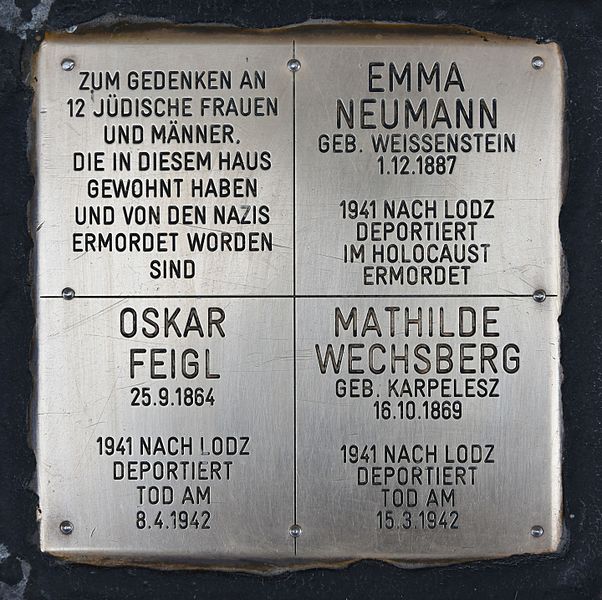 ZUM GEDENKEN AN
12 JÜDISCHE FRAUEN
UND MÄNNER,
DIE IN DIESEM HAUS
GEWOHNT HABEN
UND VON DEN NAZIS
ERMORDET WORDEN
SIND
EMMA
NEUMANN
GEB. WEISSENSTEIN
1.12.1887
1941 NACH LODZ
DEPORTIERT
IM HOLOCAUST
ERMORDET
OSKAR
FEIGL
25.9.1864
1941 NACH LODZ
DEPORTIERT
TOD AM
8.4.1942
MATHILDE
WECHSBERG
GEB. KARPELESZ
16.10.1869
1941 NACH LODZ
DEPORTIERT
TOD AM
15.3.1942